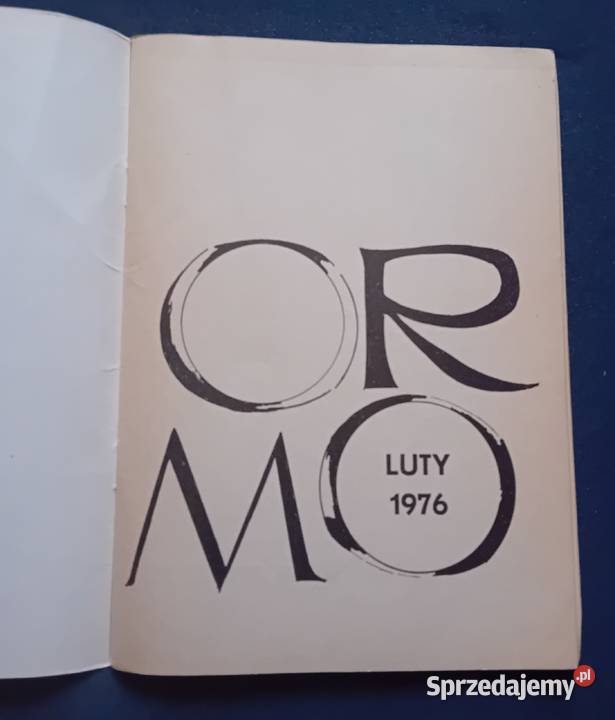 OR
MO
LUTY
1976
Sprzedajemy.pl